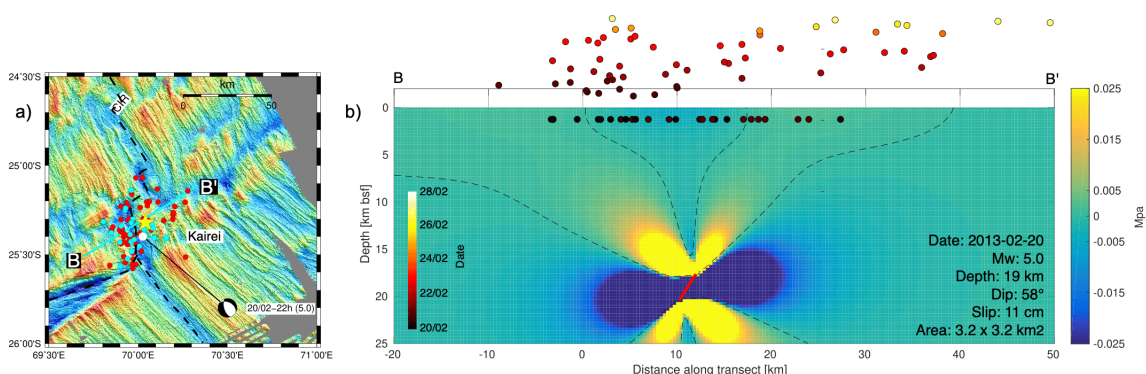 a)
km
0
50
24°30'S
25°00'S
25°30'S
26°00'S
69°30'E
70°00'E
70°30'E
71°00'E
CIR
B
B'
Kairei
20/02−22h (5.0)
b)
B
B'
0
5
10
15
20
25
Depth [km bsf]
-20
-10
0
10
20
30
40
50
Distance along transect [km]
28/02
26/02
24/02
22/02
20/02
Date
Date: 2013-02-20
Mw: 5.0
Depth: 19 km
Dip: 58°
Slip: 11 cm
Area: 3.2 x 3.2 km2
0.025
0.015
0.005
0
-0.005
-0.015
-0.025
Mpa